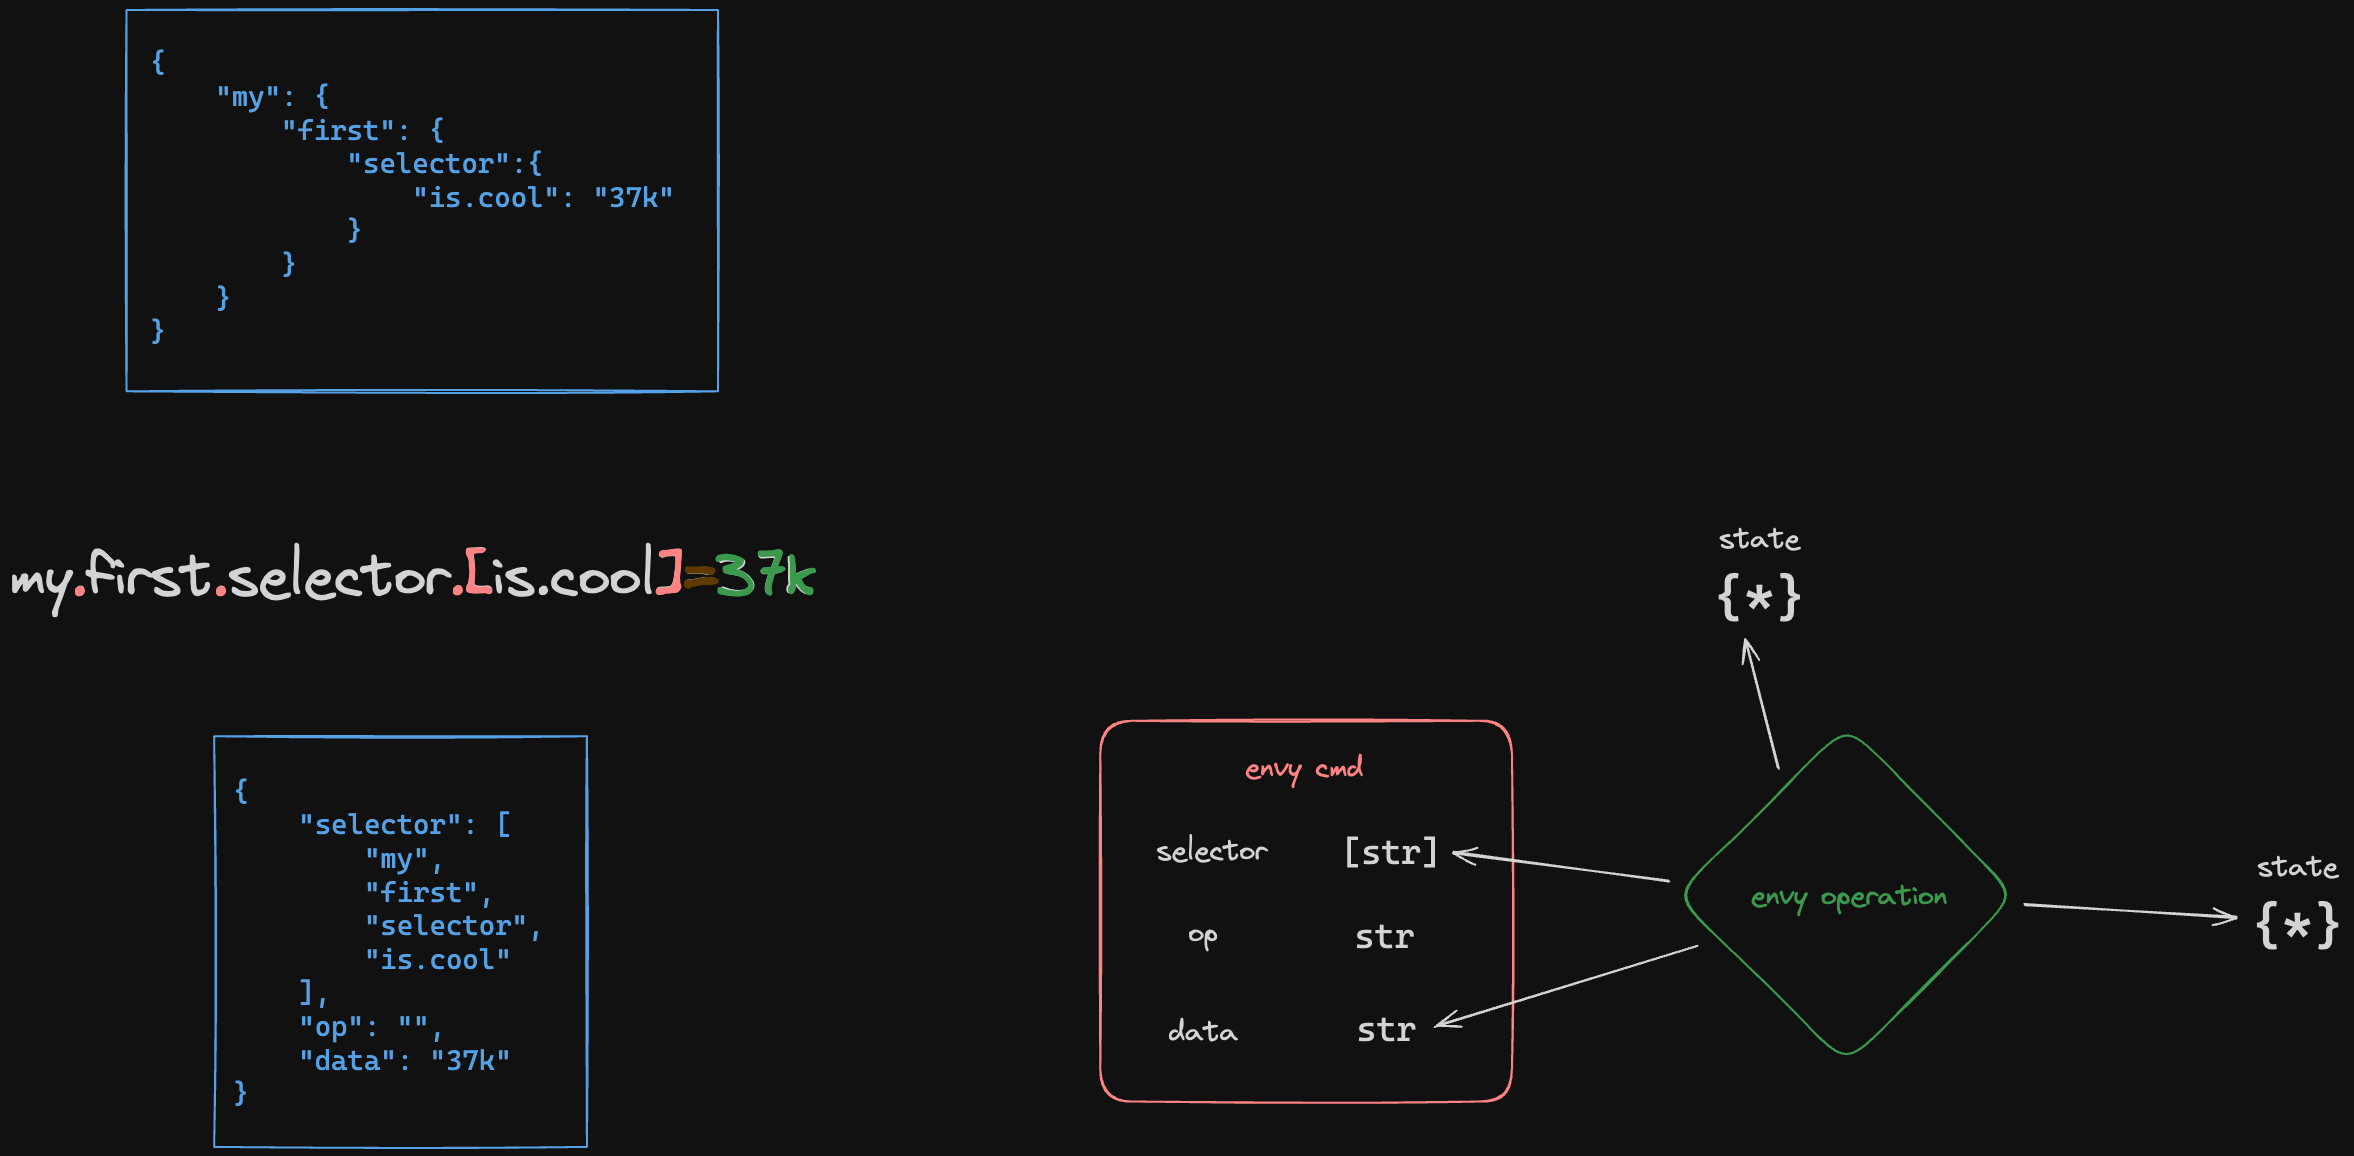 {
"my": {
"first": {
"selector":{
"is.cool": "37k"
}
}
}
}
my.first.selector.[is.cool]=37k
{
"selector": [
"my",
"first",
"selector",
"is.cool"
],
"op": "",
"data": "37k"
}
envy cmd
selector [str]
op str
data str
state
{*}
envy operation
state
{*}